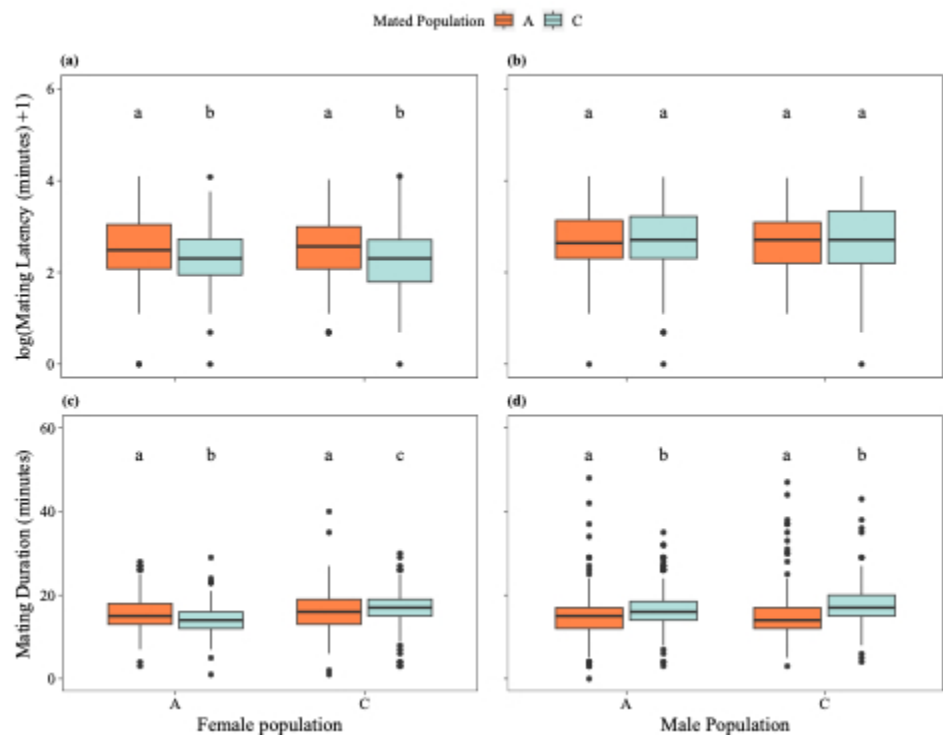 Mated Population A C
(a)
(b)
log(Mating Latency (minutes) + 1)
6
4
2
0
a b a b
a a a a
(c)
(d)
Mating Duration (minutes)
60
40
20
0
a b a c
a b a b
A C
A C
Female population
Male Population